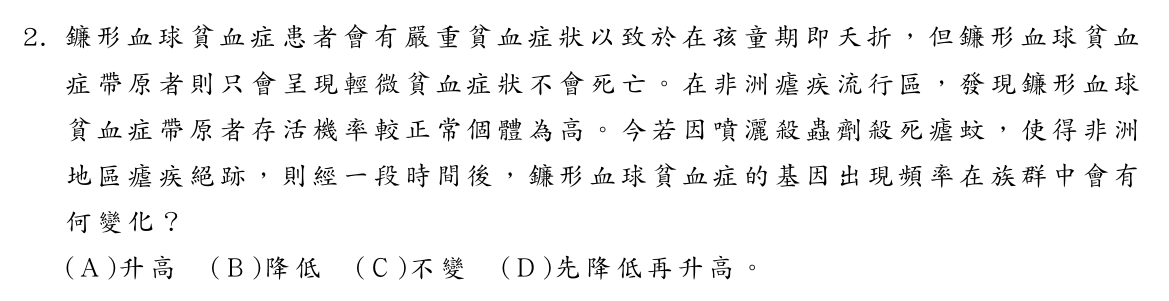 2. 鐮形血球貧血症患者會有嚴重貧血症狀以致於在孩童期即夭折，但鐮形血球貧血
症帶原者則只會呈現輕微貧血症狀不會死亡。在非洲瘧疾流行區，發現鐮形血球
貧血症帶原者存活機率較正常個體為高。今若因噴灑殺蟲劑殺死瘧蚊，使得非洲
地區瘧疾絕跡，則經一段時間後，鐮形血球貧血症的基因出現頻率在族群中會有
何變化？
(A)升高 (B)降低 (C)不變 (D)先降低再升高。